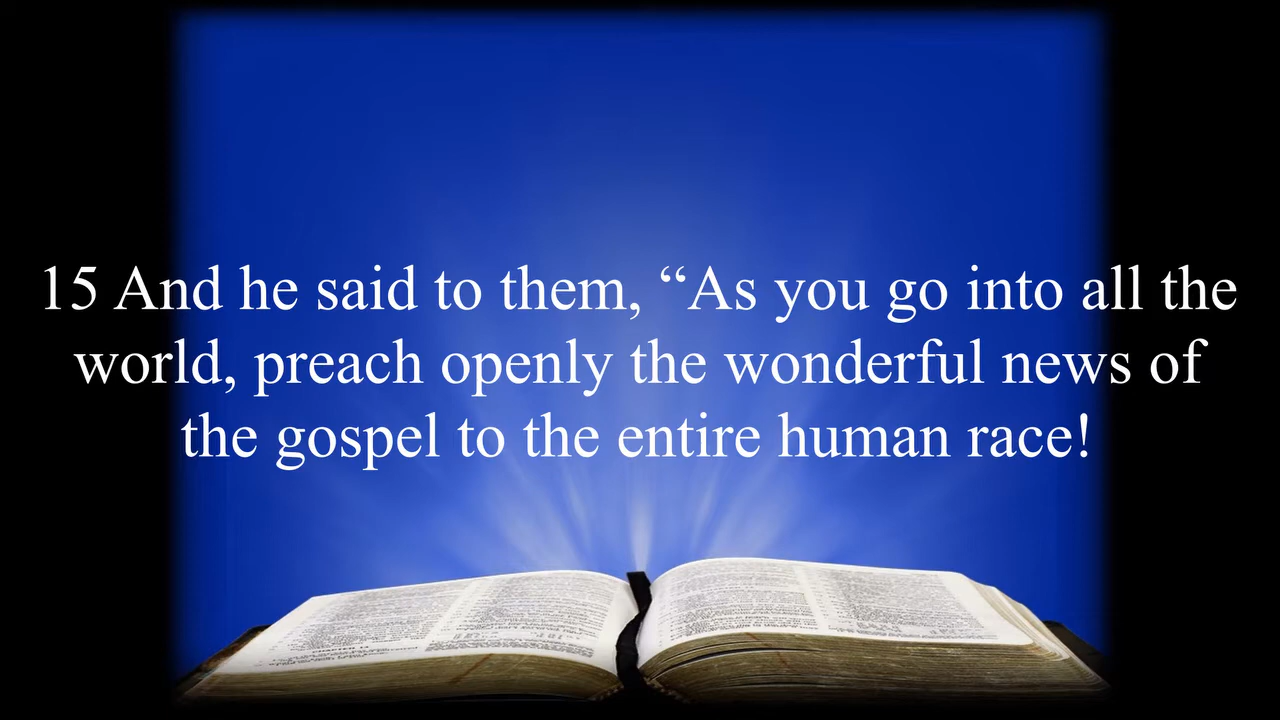 15 And he said to them, “As you go into all the
world, preach openly the wonderful news of
the gospel to the entire human race!